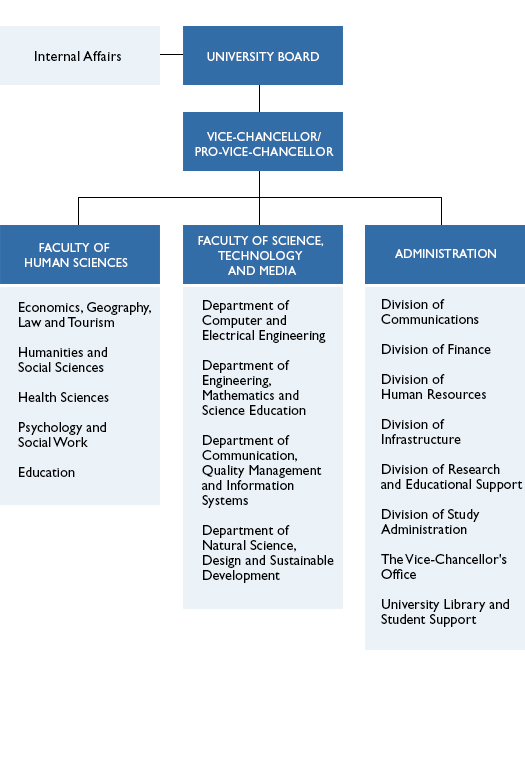 Internal Affairs
UNIVERSITY BOARD
VICE-CHANCELLOR/
PRO-VICE-CHANCELLOR
FACULTY OF
HUMAN SCIENCES
Economics, Geography,
Law and Tourism
Humanities and
Social Sciences
Health Sciences
Psychology and
Social Work
Education
FACULTY OF SCIENCE,
TECHNOLOGY
AND MEDIA
Department of
Computer and
Electrical Engineering
Department of
Engineering,
Mathematics and
Science Education
Department of
Communication,
Quality Management
and Information
Systems
Department of
Natural Science,
Design and Sustainable
Development
ADMINISTRATION
Division of
Communications
Division of Finance
Division of
Human Resources
Division of
Infrastructure
Division of Research
and Educational Support
Division of Study
Administration
The Vice-Chancellor's
Office
University Library and
Student Support